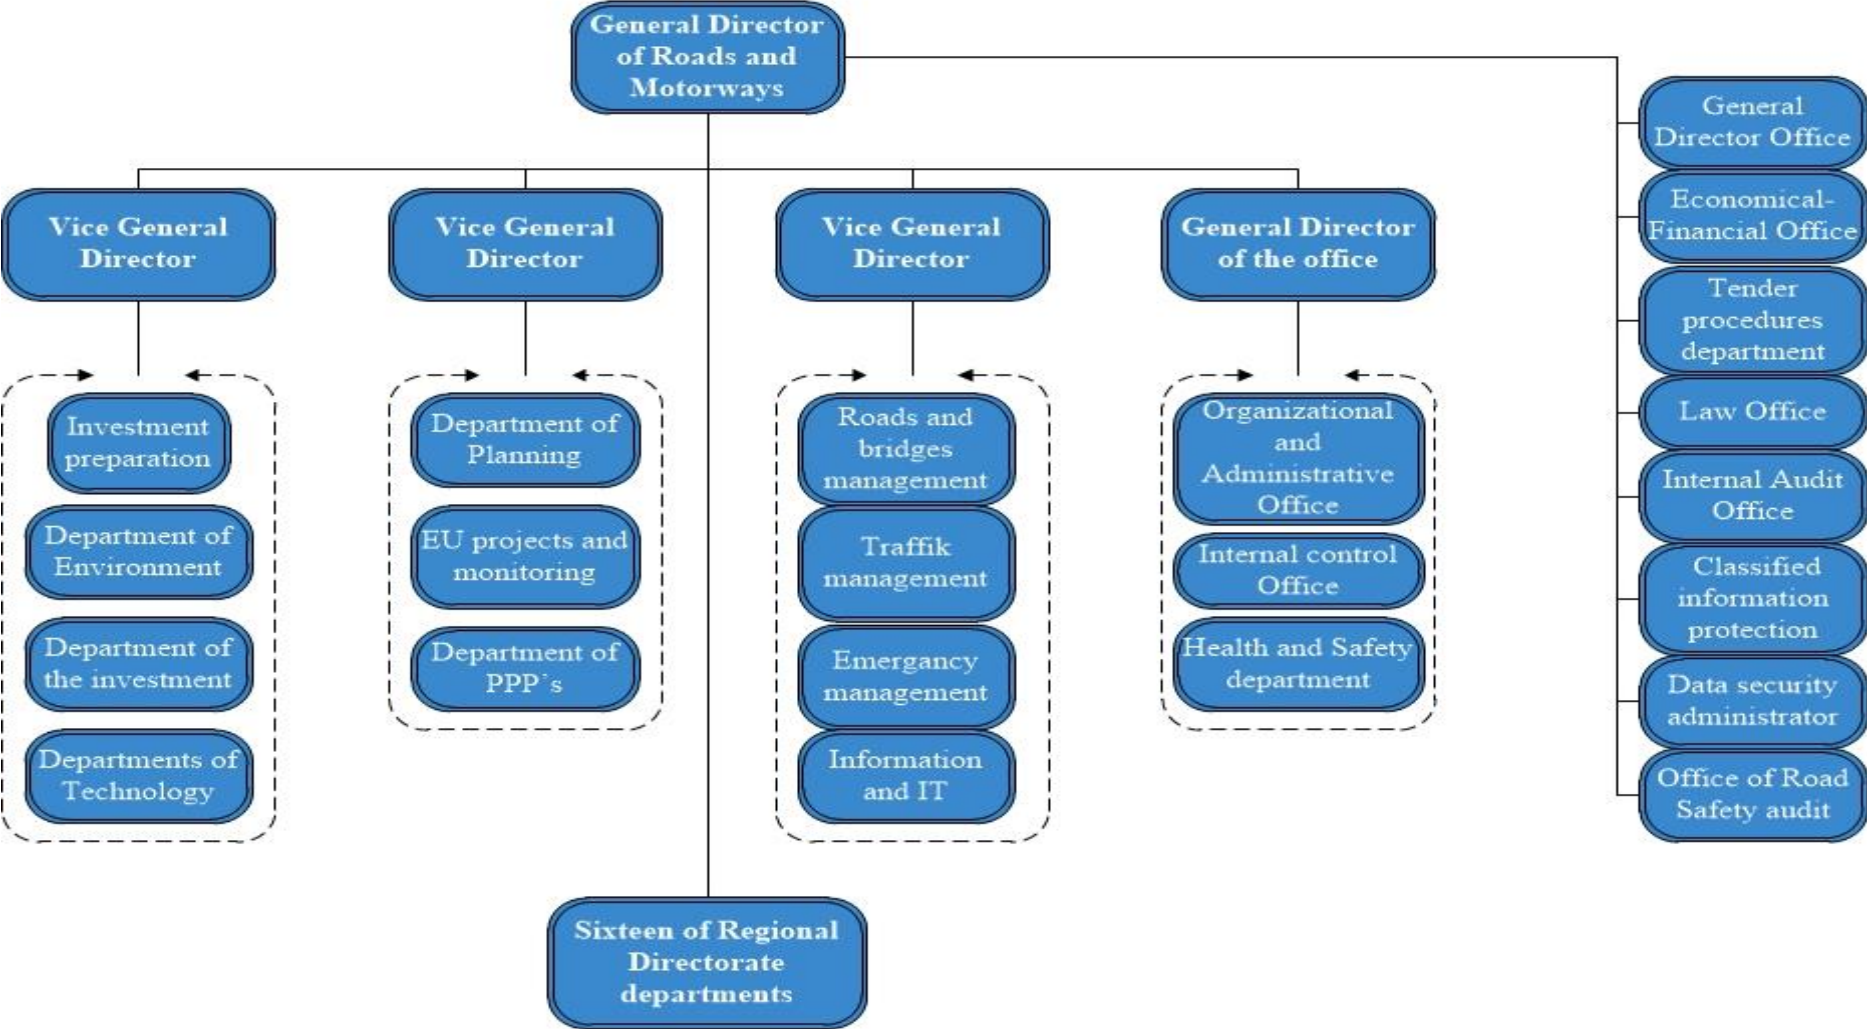 General Director
of Roads and
Motorways
Vice General
Director
Vice General
Director
Vice General
Director
General Director
of the office
Investment
preparation
Department of
Environment
Department of
the investment
Departments of
Technology
Department of
Planning
EU projects and
monitoring
Department of
PPP`s
Roads and
bridges
management
Traffik
management
Emergancy
management
Information
and IT
Organizational
and
Administrative
Office
Internal control
Office
Health and Safety
department
General
Director Office
Economical-
Financial Office
Tender
procedures
department
Law Office
Internal Audit
Office
Classified
information
protection
Data security
administrator
Office of Road
Safety audit
Sixteen of Regional
Directorate
departments